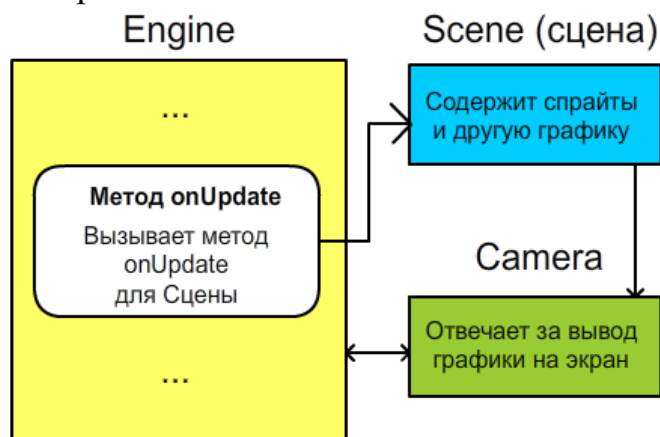 Engine
...
Метод onUpdate
Вызывает метод
onUpdate
для Сцены
...
Scene (сцена)
Содержит спрайты
и другую графику
Camera
Отвечает за вывод
графики на экран